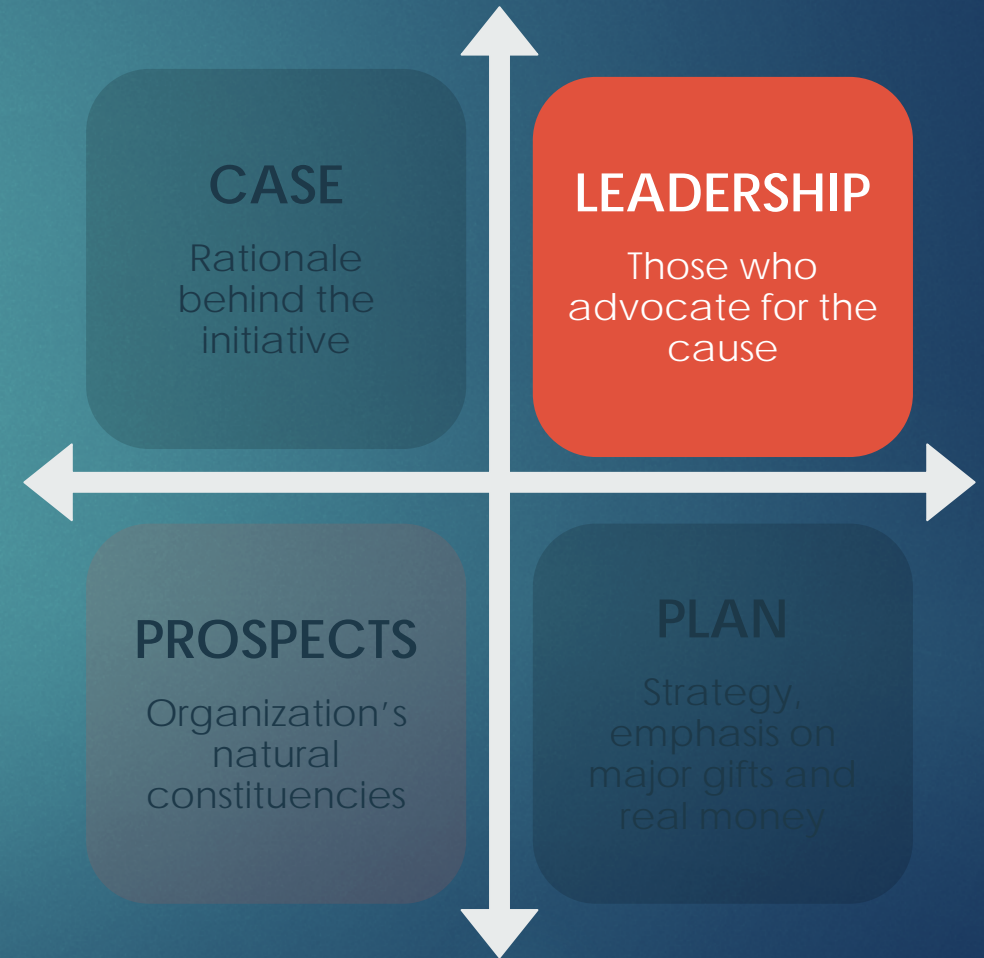 CASE
Rationale
behind the
initiative
LEADERSHIP
Those who
advocate for the
cause
PROSPECTS
Organization's
natural
constituencies
PLAN
Strategy,
emphasis on
major gifts and
real money